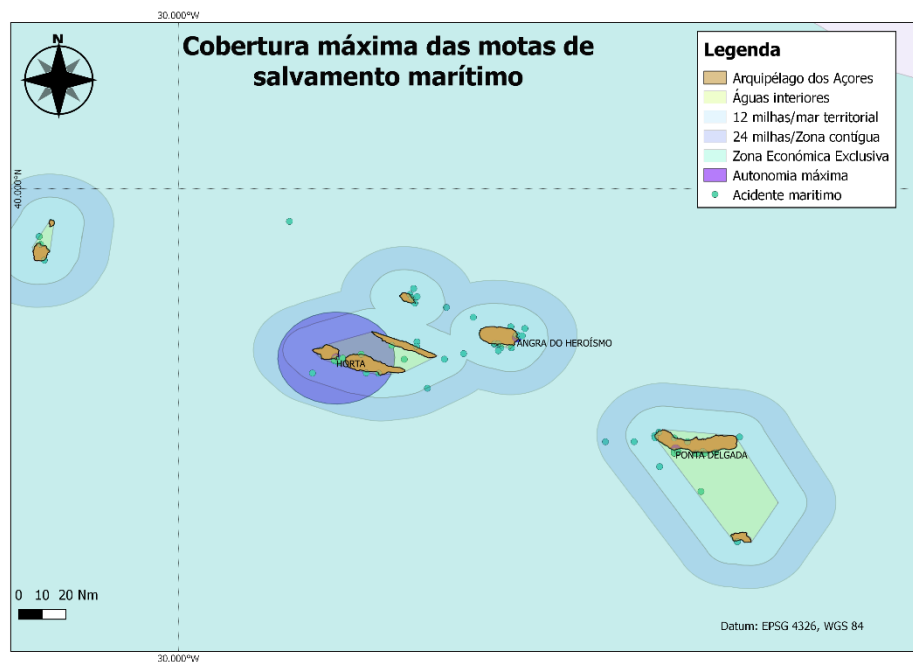 30.000°W
N
Cobertura máxima das motas de
salvamento marítimo
Legenda
Arquipélago dos Açores
Águas interiores
12 milhas/mar territorial
24 milhas/Zona contígua
Zona Económica Exclusiva
Autonomia máxima
Acidente maritimo
40.000°N
ANGRA DO HEROÍSMO
HORTA
PONTA DELGADA
0 10 20 Nm
Datum: EPSG 4326, WGS 84
30.000°W